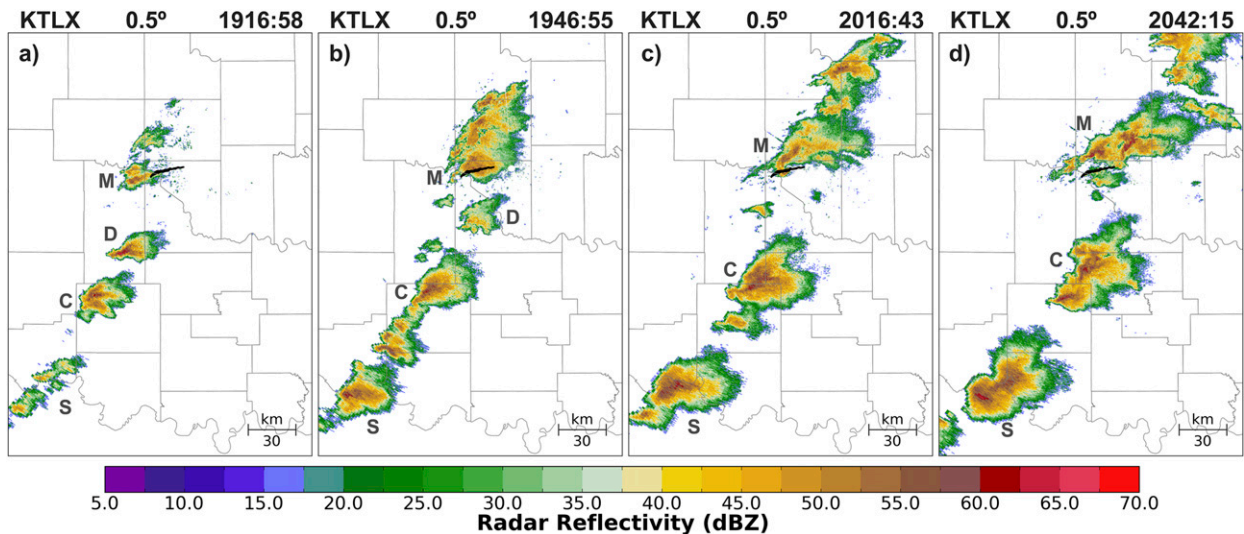 KTLX 0.5º 1916:58 KTLX 0.5º 1946:55 KTLX 0.5º 2016:43 KTLX 0.5º 2042:15
a) b) c) d)
M M M M
D D
C C C C
S S S S
km km km km
30 30 30 30
5.0 10.0 15.0 20.0 25.0 30.0 35.0 40.0 45.0 50.0 55.0 60.0 65.0 70.0
Radar Reflectivity (dBZ)